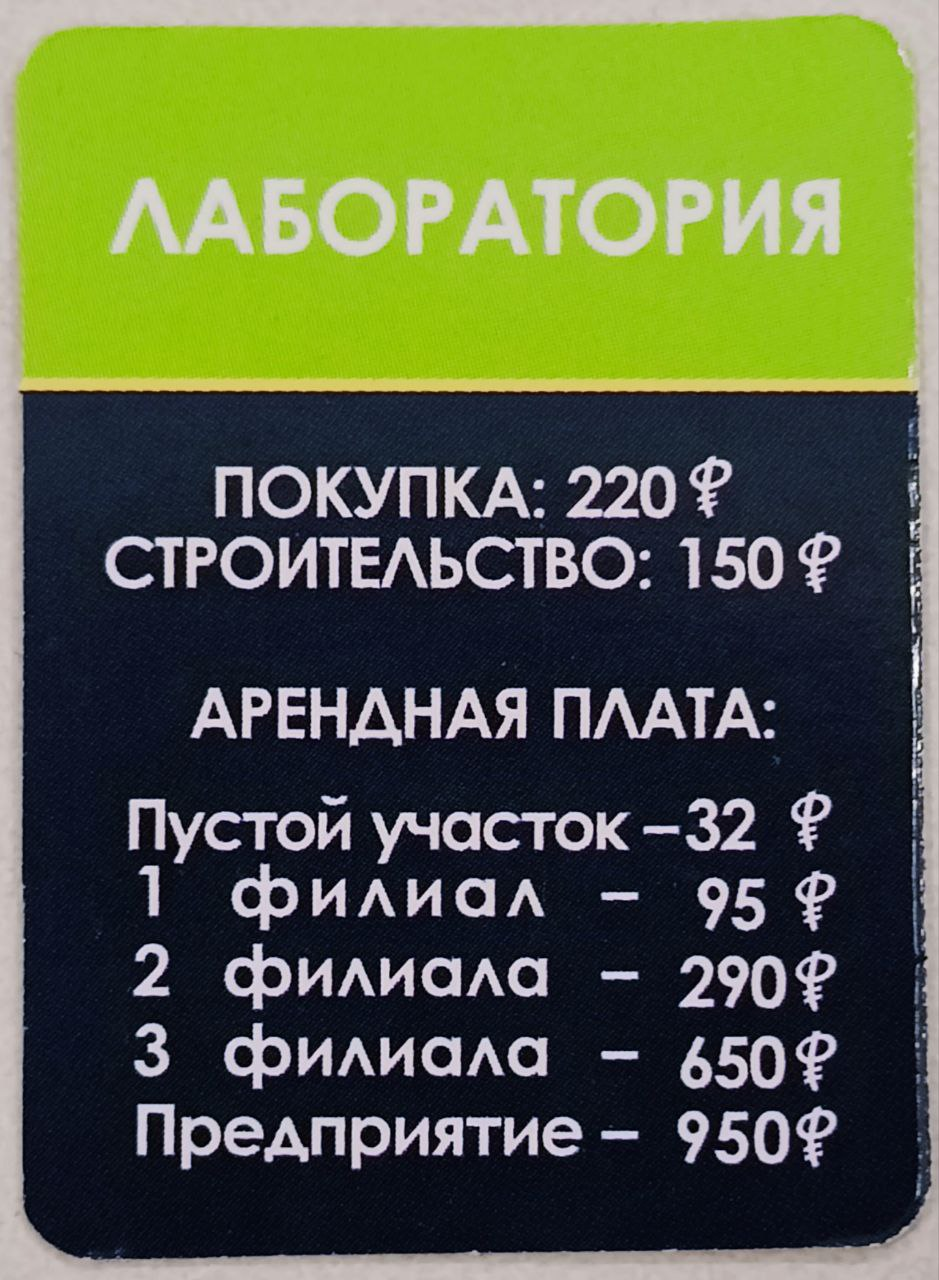 ЛАБОРАТОРИЯ
ПОКУПКА: 220 ₽
СТРОИТЕЛЬСТВО: 150 ₽
АРЕНДНАЯ ПЛАТА:
Пустой участок – 32 ₽
1 филиал – 95 ₽
2 филиала – 290 ₽
3 филиала – 650 ₽
Предприятие – 950 ₽